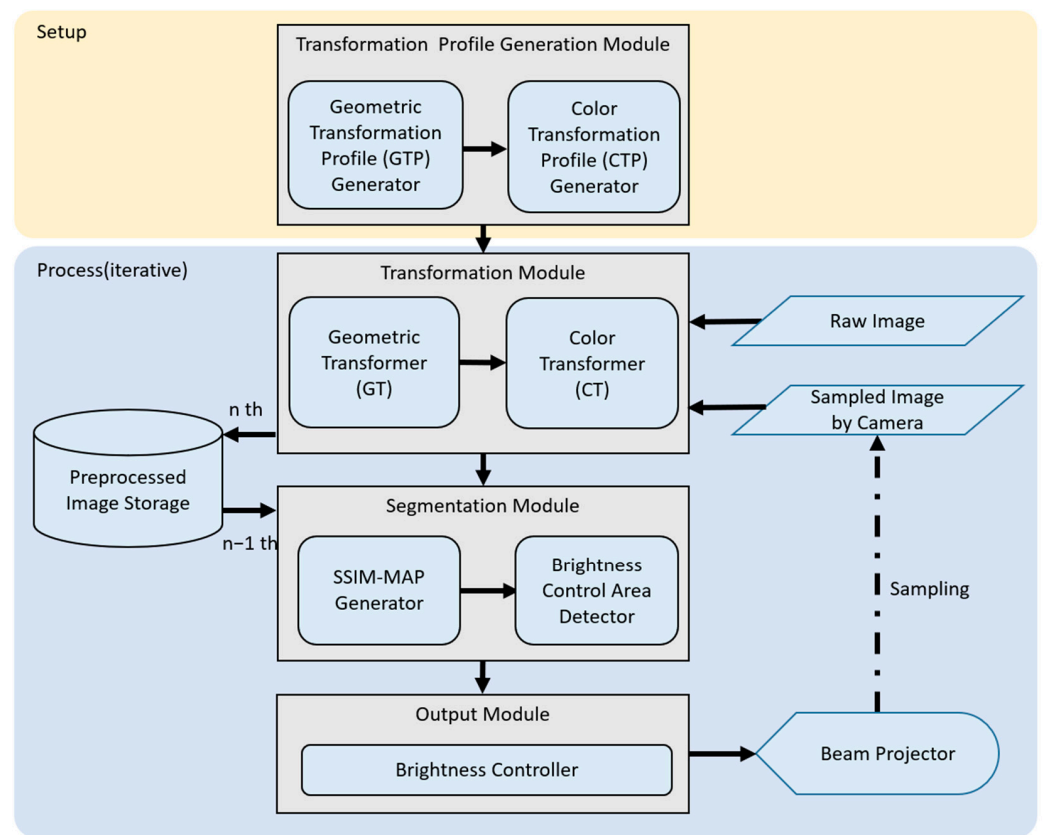 Setup
Transformation Profile Generation Module
Geometric
Transformation
Profile (GTP)
Generator
Color
Transformation
Profile (CTP)
Generator
Process(iterative)
Transformation Module
Geometric
Transformer
(GT)
Color
Transformer
(CT)
Raw Image
Sampled Image
by Camera
n th
Preprocessed
Image Storage
n−1 th
Segmentation Module
SSIM-MAP
Generator
Brightness
Control Area
Detector
Sampling
Output Module
Brightness Controller
Beam Projector